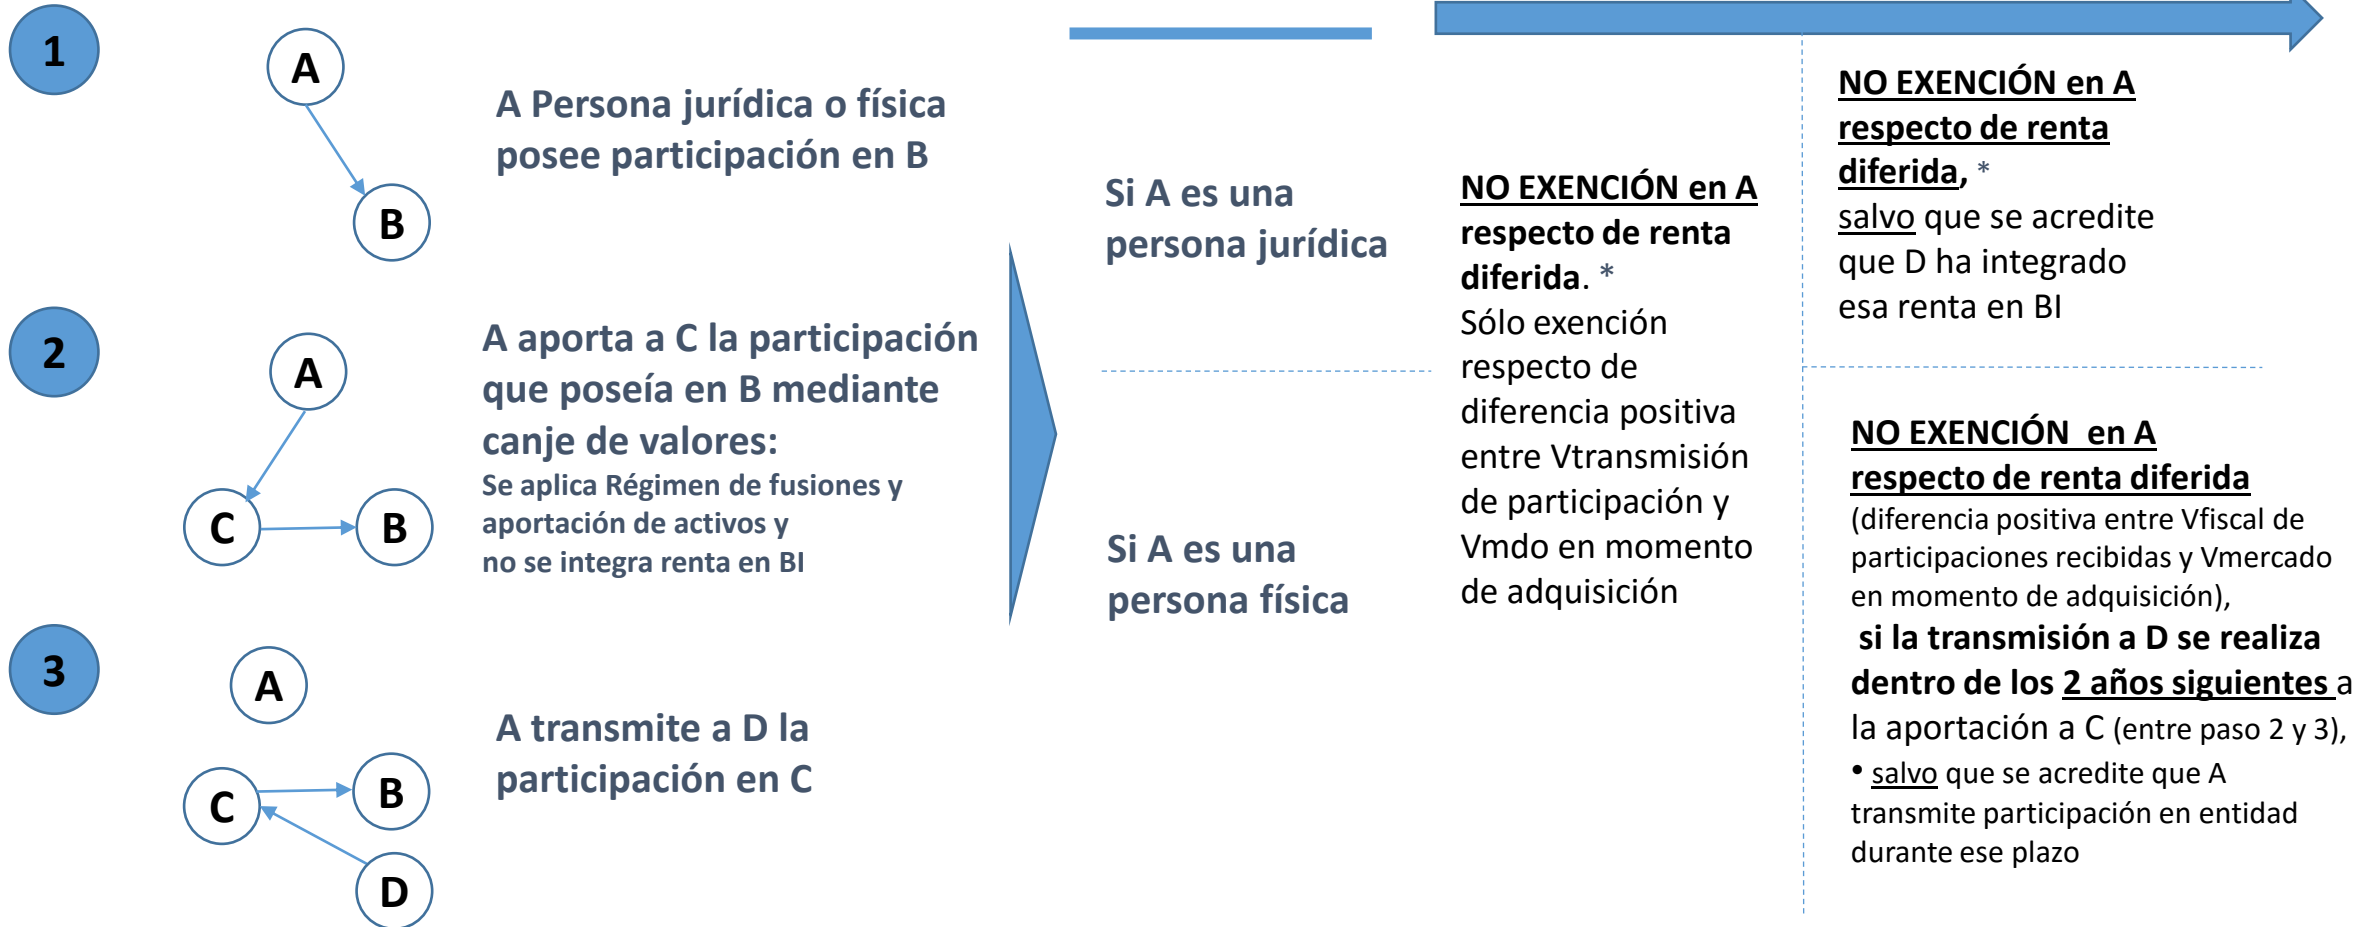 1
A
B
A Persona jurídica o física
posee participación en B
2
A
C
B
A aporta a C la participación
que poseía en B mediante
canje de valores:
Se aplica Régimen de fusiones y
aportación de activos y
no se integra renta en BI
3
A
C
B
D
A transmite a D la
participación en C
Si A es una
persona jurídica
Si A es una
persona física
NO EXENCIÓN en A
respecto de renta
diferida. *
Sólo exención
respecto de
diferencia positiva
entre Vtransmisión
de participación y
Vmdo en momento
de adquisición
NO EXENCIÓN en A
respecto de renta
diferida, *
salvo que se acredite
que D ha integrado
esa renta en BI
NO EXENCIÓN en A
respecto de renta diferida
(diferencia positiva entre Vfiscal de
participaciones recibidas y Vmercado
en momento de adquisición),
si la transmisión a D se realiza
dentro de los 2 años siguientes a
la aportación a C (entre paso 2 y 3),
• salvo que se acredite que A
transmite participación en entidad
durante ese plazo